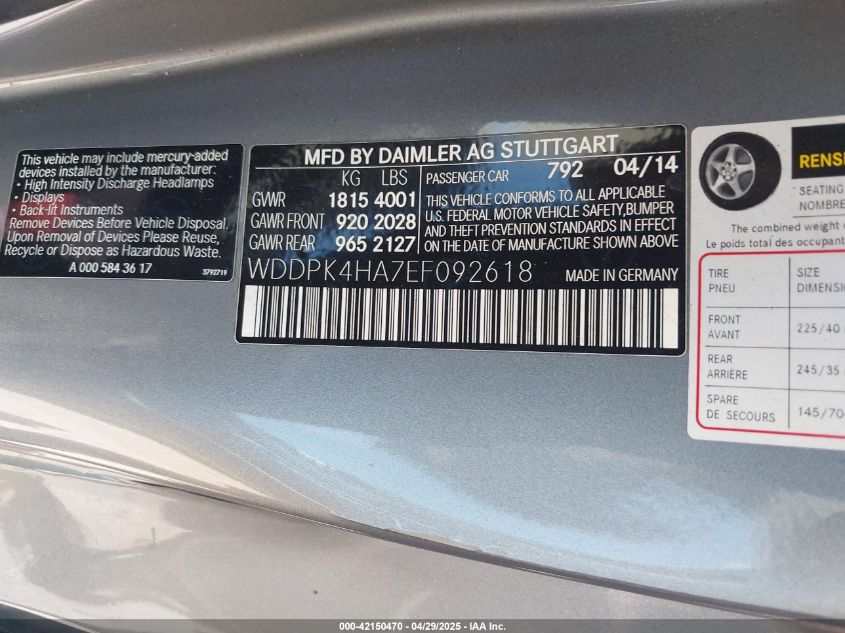 This vehicle may include mercury-added
devices installed by the manufacturer:
• High Intensity Discharge Headlamps
• Displays
• Back-lit Instruments
Remove Devices Before Vehicle Disposal.
Upon Removal of Devices Please Reuse,
Recycle or Dispose as Hazardous Waste.
A 000 584 36 17
3792719
MFD BY DAIMLER AG STUTTGART
KG LBS
GVWR 1815 4001
GAWR FRONT 920 2028
GAWR REAR 965 2127
PASSENGER CAR 792 04/14
THIS VEHICLE CONFORMS TO ALL APPLICABLE
U.S. FEDERAL MOTOR VEHICLE SAFETY,BUMPER
AND THEFT PREVENTION STANDARDS IN EFFECT
ON THE DATE OF MANUFACTURE SHOWN ABOVE
WDDPK4HA7EF092618
MADE IN GERMANY
RENSE
SEATING
NOMBRE
The combined weight o
Le poids total des occupant
TIRE SIZE
PNEU DIMENSI
FRONT
AVANT 225/40
REAR
ARRIÈRE 245/35
SPARE
DE SECOURS 145/70
000-42150470 04/29/2025 - IAA Inc.